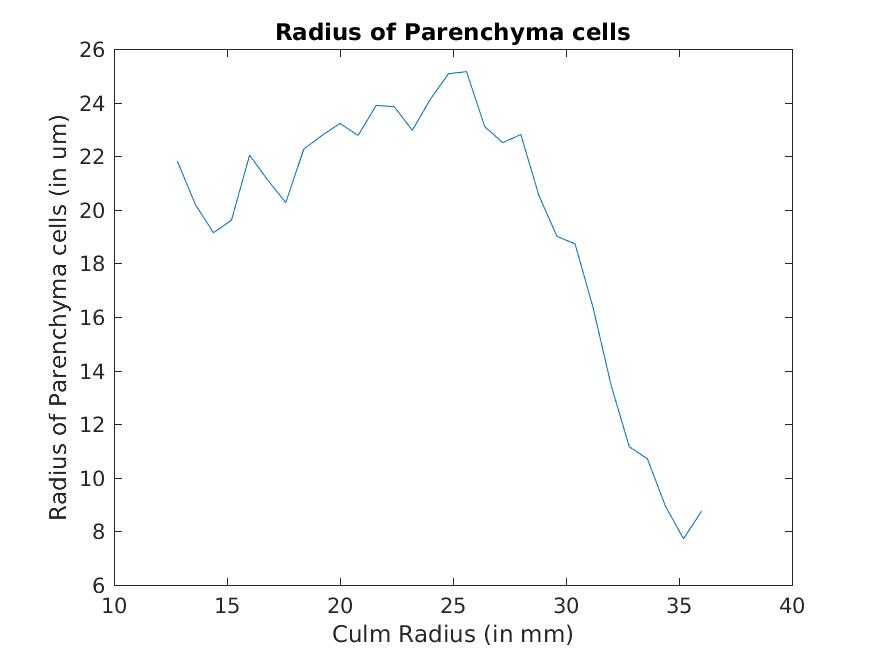 Radius of Parenchyma cells
Radius of Parenchyma cells (in um)
26
24
22
20
18
16
14
12
10
8
6
10 15 20 25 30 35 40
Culm Radius (in mm)